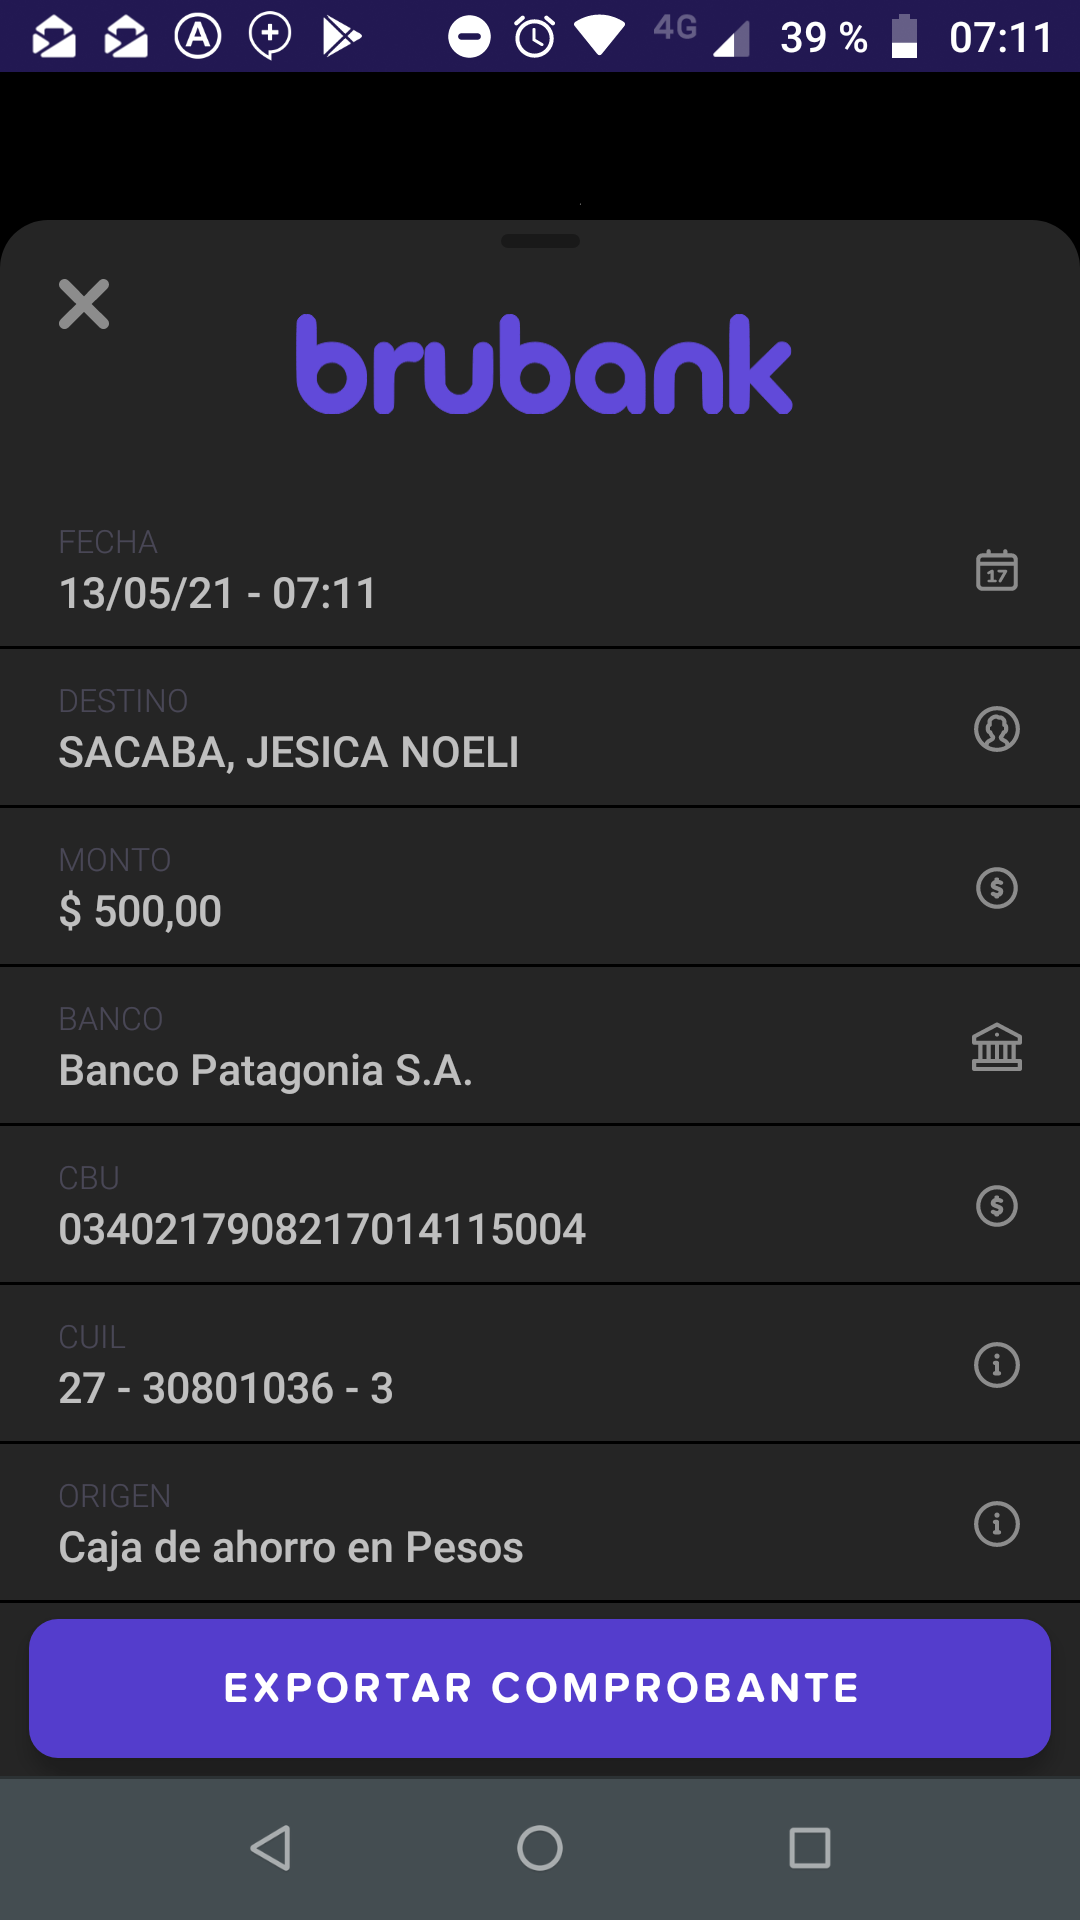 4G 39 % 07:11
brubank
FECHA
13/05/21 - 07:11
17
DESTINO
SACABA, JESICA NOELI
MONTO
$ 500,00
BANCO
Banco Patagonia S.A.
CBU
0340217908217014115004
CUIL
27 - 30801036 - 3
ORIGEN
Caja de ahorro en Pesos
EXPORTAR COMPROBANTE